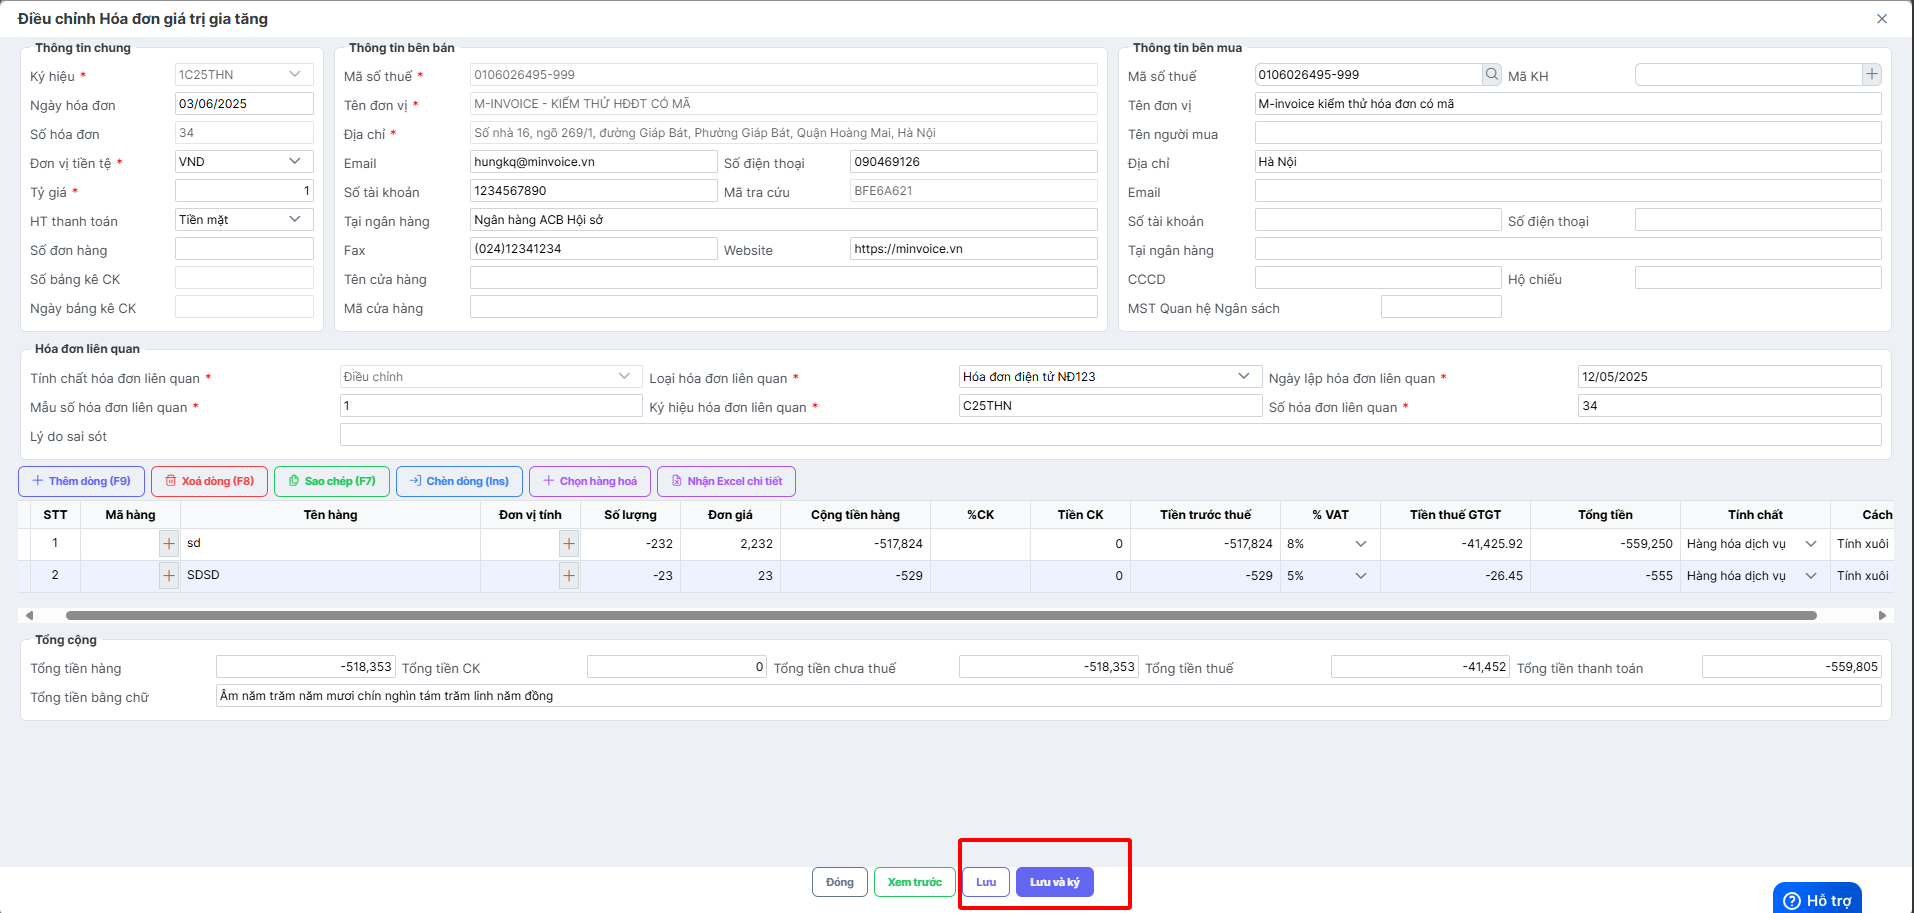 Điều chỉnh Hóa đơn giá trị gia tăng
Thông tin chung
Ký hiệu * 1C25THN
Ngày hóa đơn 03/06/2025
Số hóa đơn 34
Đơn vị tiền tệ * VND
Tỷ giá * 1
HT thanh toán Tiền mặt
Số đơn hàng
Số bảng kê CK
Ngày bảng kê CK
Thông tin bên bán
Mã số thuế * 0106026495-999
Tên đơn vị * M-INVOICE - KIỂM THỬ HĐĐT CÓ MÃ
Địa chỉ * Số nhà 16, ngõ 269/1, đường Giáp Bát, Phường Giáp Bát, Quận Hoàng Mai, Hà Nội
Email hungkq@minvoice.vn Số điện thoại 090469126
Số tài khoản 1234567890 Mã tra cứu BFE6A621
Tại ngân hàng Ngân hàng ACB Hội sở
Fax (024)12341234 Website https://minvoice.vn
Tên cửa hàng
Mã cửa hàng
Thông tin bên mua
Mã số thuế 0106026495-999 Mã KH
Tên đơn vị M-invoice kiểm thử hóa đơn có mã
Tên người mua
Địa chỉ Hà Nội
Email
Số tài khoản Số điện thoại
Tại ngân hàng
CCCD Hộ chiếu
MST Quan hệ Ngân sách
Hóa đơn liên quan
Tính chất hóa đơn liên quan * Điều chỉnh Loại hóa đơn liên quan * Hóa đơn điện tử NĐ123 Ngày lập hóa đơn liên quan * 12/05/2025
Mẫu số hóa đơn liên quan * 1 Ký hiệu hóa đơn liên quan * C25THN Số hóa đơn liên quan * 34
Lý do sai sót
Thêm dòng (F9) Xoá dòng (F8) Sao chép (F7) Chèn dòng (Ins) Chọn hàng hoá Nhận Excel chi tiết
STT Mã hàng Tên hàng Đơn vị tính Số lượng Đơn giá Cộng tiền hàng %CK Tiền CK Tiền trước thuế % VAT Tiền thuế GTGT Tổng tiền Tính chất Cách
1 sd -232 2,232 -517,824 0 -517,824 8% -41,425.92 -559,250 Hàng hóa dịch vụ Tính xuôi
2 SDSD -23 23 -529 0 -529 5% -26.45 -555 Hàng hóa dịch vụ Tính xuôi
Tổng cộng
Tổng tiền hàng -518,353 Tổng tiền CK 0 Tổng tiền chưa thuế -518,353 Tổng tiền thuế -41,452 Tổng tiền thanh toán -559,805
Tổng tiền bằng chữ Âm năm trăm năm mươi chín nghìn tám trăm linh năm đồng
Đóng Xem trước Lưu Lưu và ký
Hỗ trợ